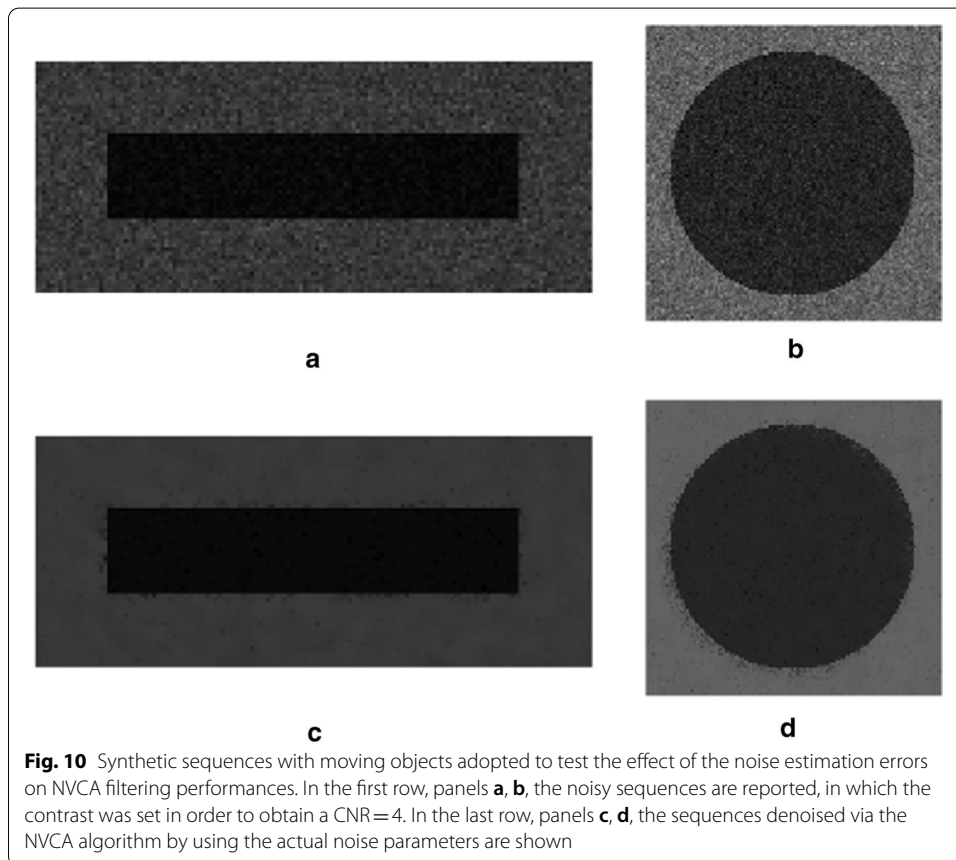 a
b
c
d
Fig. 10 Synthetic sequences with moving objects adopted to test the effect of the noise estimation errors
on NVCA filtering performances. In the first row, panels a, b, the noisy sequences are reported, in which the
contrast was set in order to obtain a CNR = 4. In the last row, panels c, d, the sequences denoised via the
NVCA algorithm by using the actual noise parameters are shown